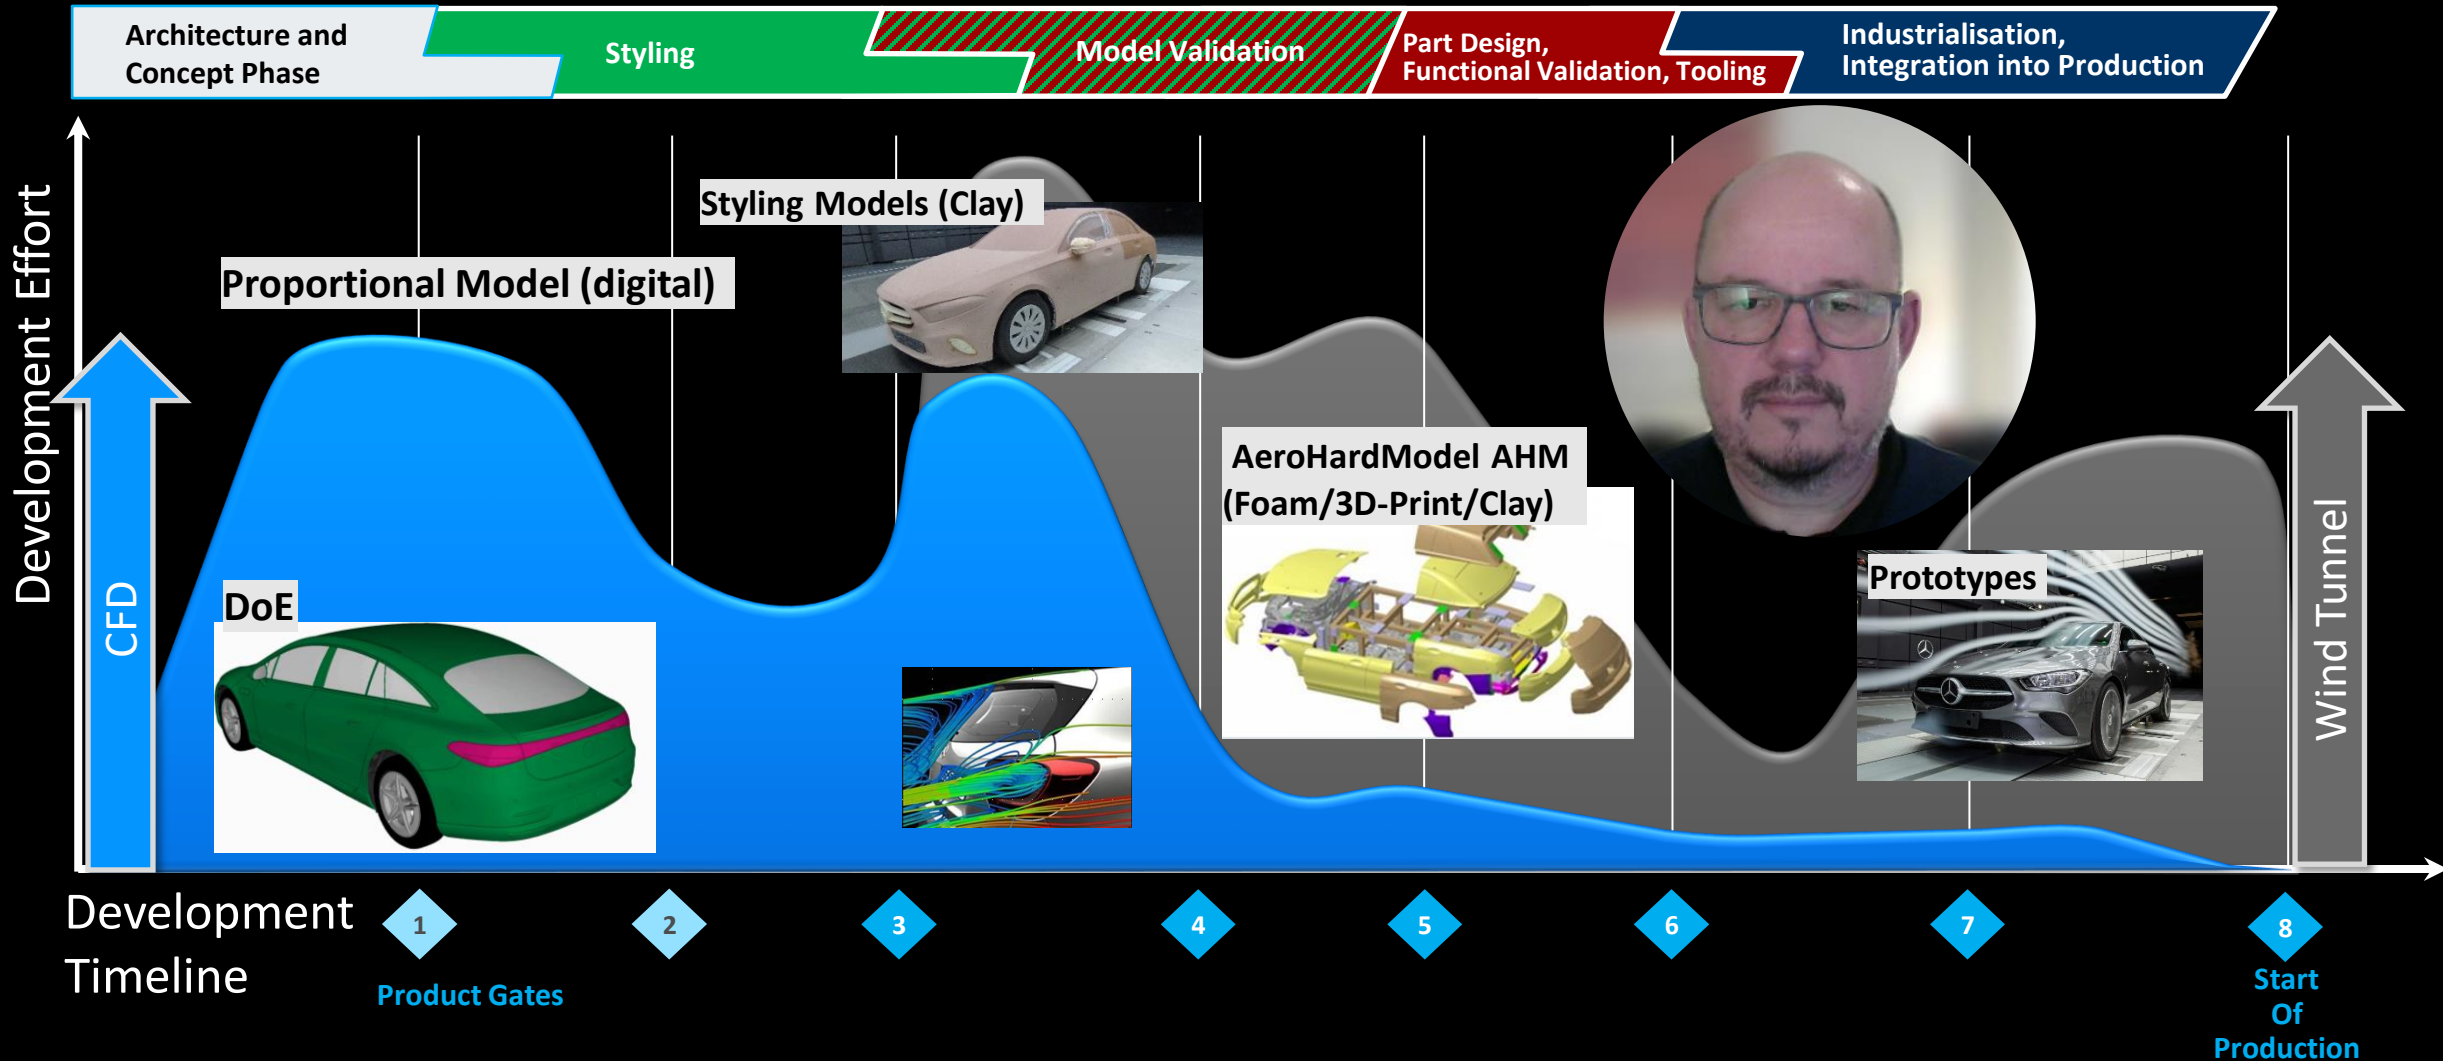 Architecture and
Concept Phase
Styling
Model Validation
Part Design,
Functional Validation, Tooling
Industrialisation,
Integration into Production
Development Effort
Styling Models (Clay)
Proportional Model (digital)
AeroHardModel AHM
(Foam/3D-Print/Clay)
Prototypes
DoE
CFD
Wind Tunnel
Development
Timeline
1
2
3
4
5
6
7
8
Product Gates
Start
Of
Production